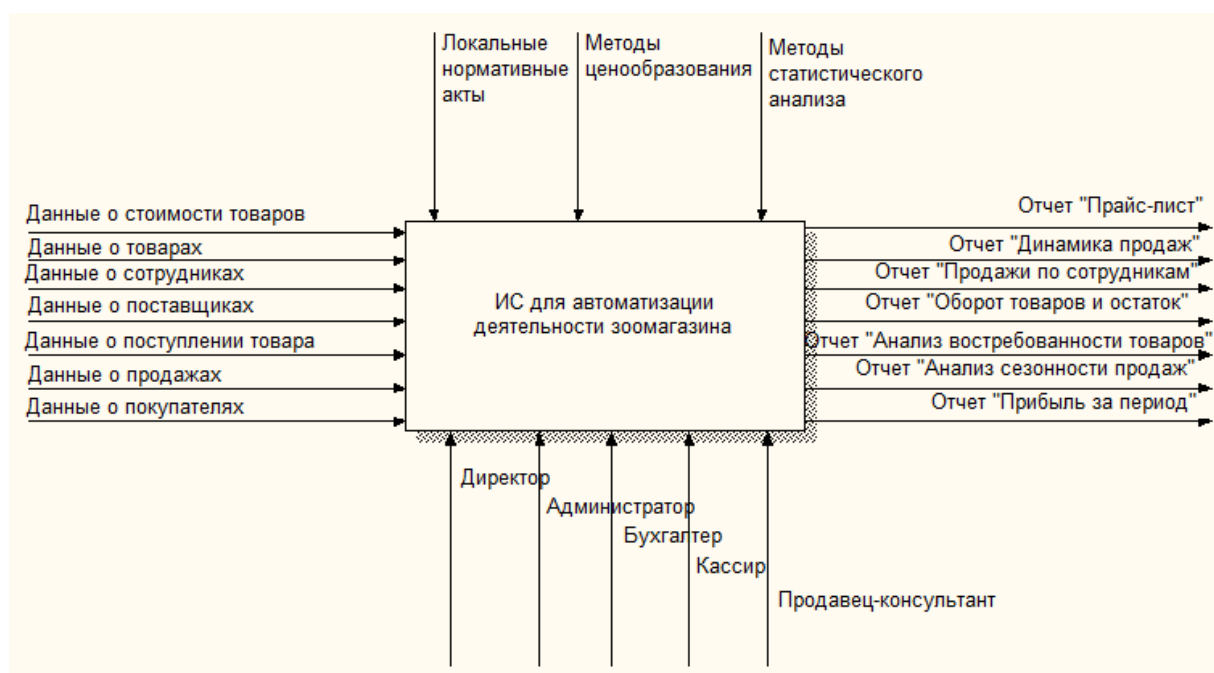 Локальные
нормативные
акты
Методы
ценообразования
Методы
статистического
анализа
Данные о стоимости товаров
Данные о товарах
Данные о сотрудниках
Данные о поставщиках
Данные о поступлении товара
Данные о продажах
Данные о покупателях
ИС для автоматизации
деятельности зоомагазина
Отчет "Прайс-лист"
Отчет "Динамика продаж"
Отчет "Продажи по сотрудникам"
Отчет "Оборот товаров и остаток"
Отчет "Анализ востребованности товаров"
Отчет "Анализ сезонности продаж"
Отчет "Прибыль за период"
Директор
Администратор
Бухгалтер
Кассир
Продавец-консультант